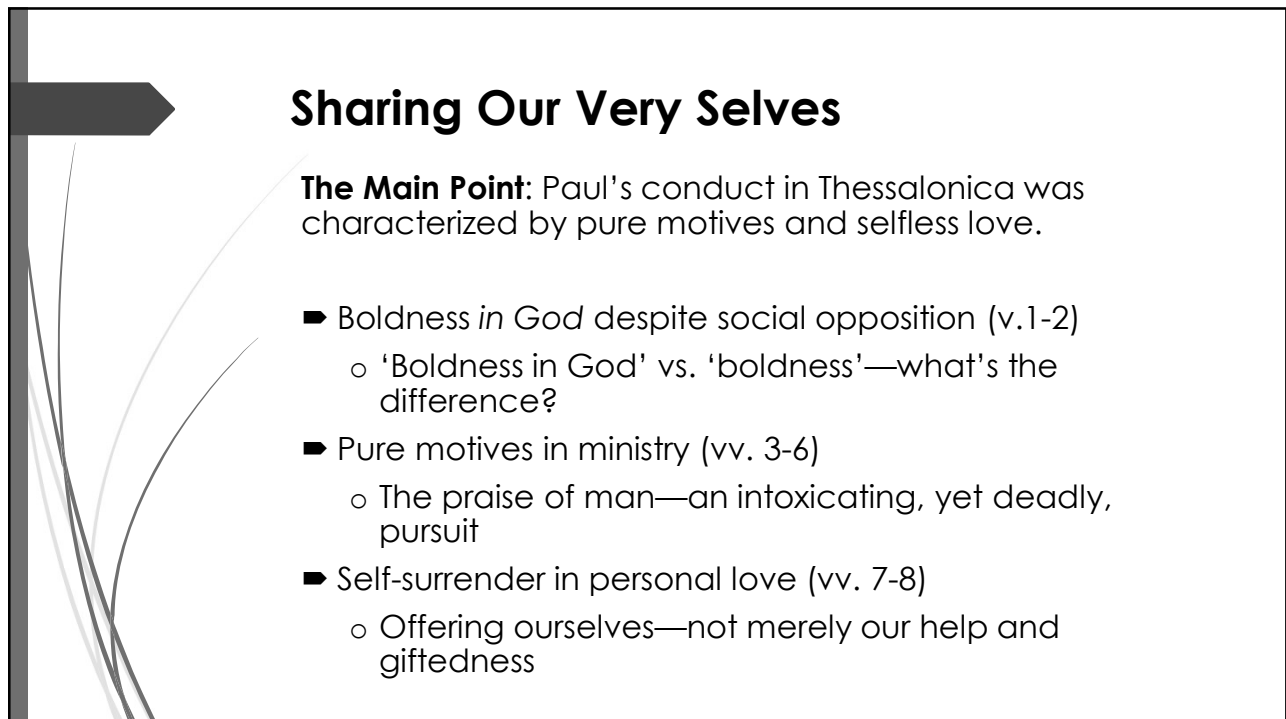 Sharing Our Very Selves
The Main Point: Paul’s conduct in Thessalonica was
characterized by pure motives and selfless love.
Boldness in God despite social opposition (v.1-2)
o ‘Boldness in God’ vs. ‘boldness’—what’s the
difference?
Pure motives in ministry (vv. 3-6)
o The praise of man—an intoxicating, yet deadly,
pursuit
Self-surrender in personal love (vv. 7-8)
o Offering ourselves—not merely our help and
giftedness